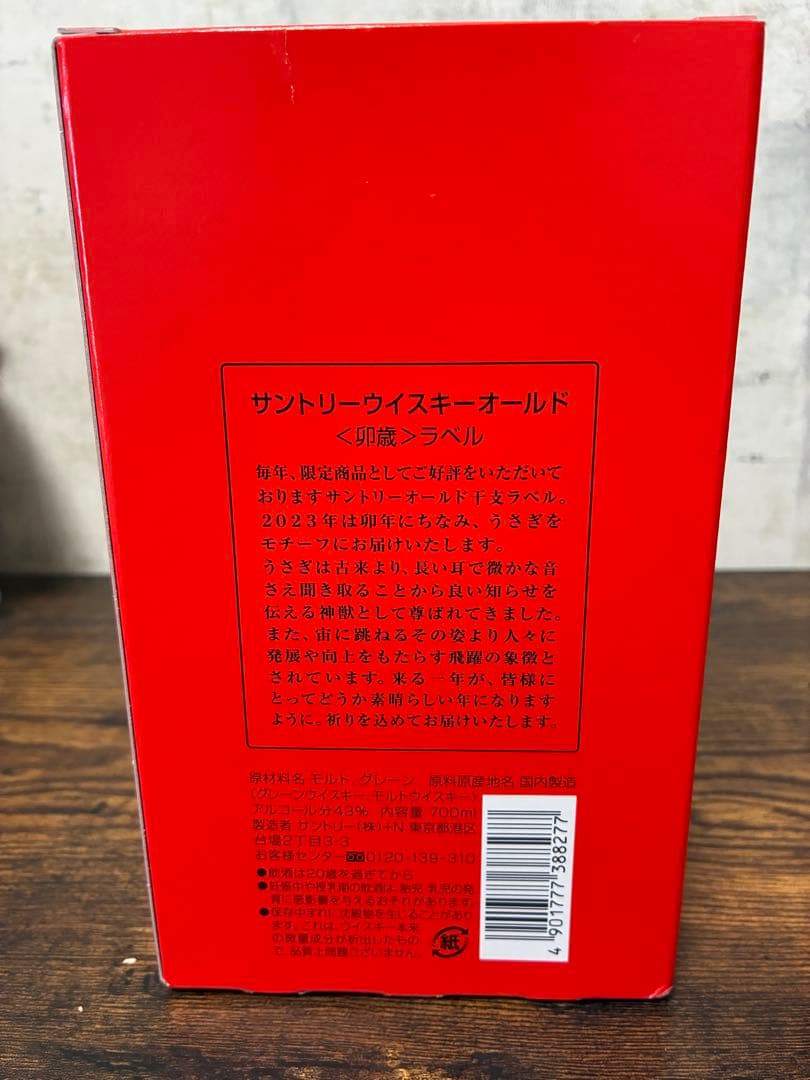 サントリーウイスキーオールド
＜卯歳＞ラベル
毎年、限定商品としてご好評をいただいて
おりますサントリーオールド干支ラベル。
2023年は卯年にちなみ、うさぎを
モチーフにお届けいたします。
うさぎは古来より、長い耳で微かな音
さえ聞き取ることから良い知らせを
伝える神獣として尊ばれてきました。
また、宙に跳ねるその姿より人々に
発展や向上をもたらす飛躍の象徴と
されています。来る一年が、皆様に
とってどうか素晴らしい年になります
ように。祈りを込めてお届けいたします。
原材料名 モルト、グレーン 原料原産地名 国内製造
(グレーンウイスキー、モルトウイスキー)
アルコール分43% 内容量 700ml
製造者 サントリー(株)+N 東京都港区
台場2丁目3-3
お客様センター 0120-139-310
●飲酒は20歳を過ぎてから
●妊娠中や授乳期の飲酒は、胎児・乳児の発
育に悪影響を与えるおそれがあります。
●保存中まれに沈殿物を生じることがあり
ます。これは、ウイスキー本来
の微量成分が析出したもの
で、品質上問題ございません。
紙
4 901777 388277